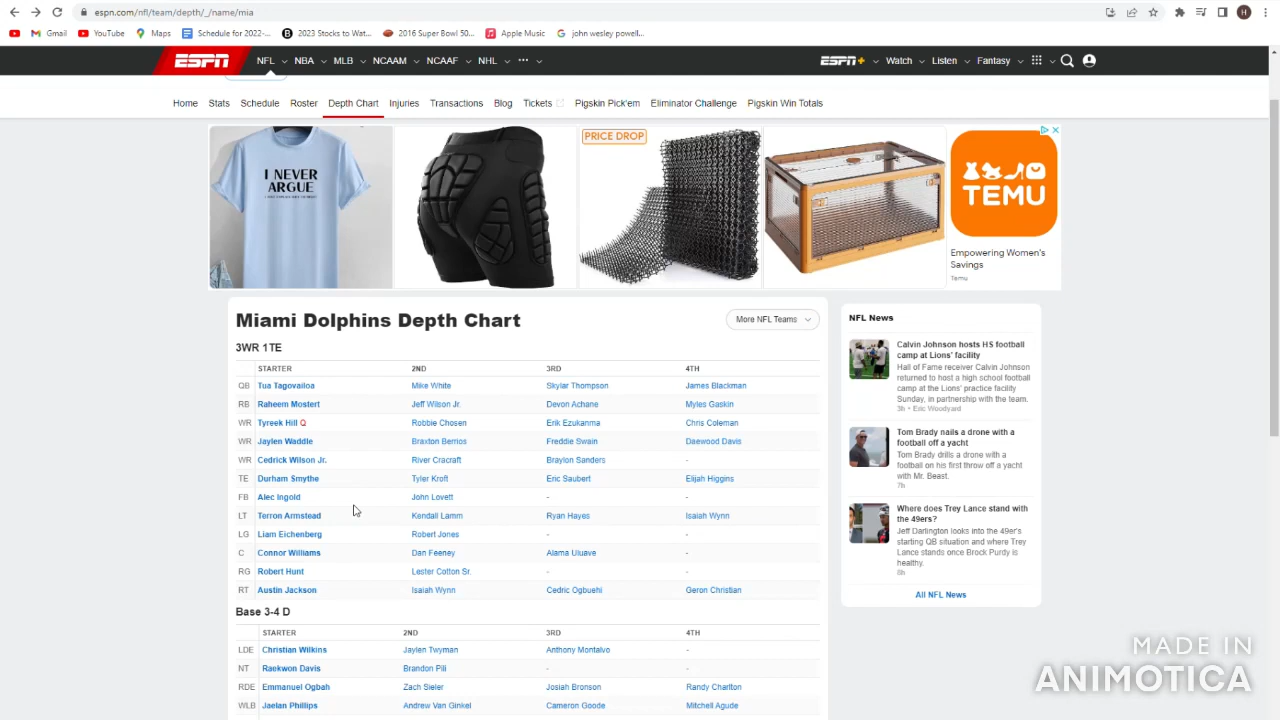 espn.com/nfl/team/depth/_/name/mia
H
Gmail YouTube Maps Schedule for 2022-... 2023 Stocks to Wat... 2016 Super Bowl 50... Apple Music john wesley powell...
ESPN NFL NBA MLB NCAAM NCAAF NHL ESPN+ Watch Listen Fantasy
Home Stats Schedule Roster Depth Chart Injuries Transactions Blog Tickets Pigskin Pick'em Eliminator Challenge Pigskin Win Totals
I NEVER
ARGUE
PRICE DROP
TEMU
Empowering Women's
Savings
Temu
Miami Dolphins Depth Chart
More NFL Teams
3WR 1TE
STARTER 2ND 3RD 4TH
QB Tua Tagovailoa Mike White Skylar Thompson James Blackman
RB Raheem Mostert Jeff Wilson Jr. Devon Achane Myles Gaskin
WR Tyreek Hill Q Robbie Chosen Erik Ezukanma Chris Coleman
WR Jaylen Waddle Braxton Berrios Freddie Swain Daewood Davis
WR Cedrick Wilson Jr. River Cracraft Braylon Sanders -
TE Durham Smythe Tyler Kroft Eric Saubert Elijah Higgins
FB Alec Ingold John Lovett - -
LT Terron Armstead Kendall Lamm Ryan Hayes Isaiah Wynn
LG Liam Eichenberg Robert Jones - -
C Connor Williams Dan Feeney Alama Uluave -
RG Robert Hunt Lester Cotton Sr. - -
RT Austin Jackson Isaiah Wynn Cedric Ogbuehi Geron Christian
Base 3-4 D
STARTER 2ND 3RD 4TH
LDE Christian Wilkins Jaylen Twyman Anthony Montalvo -
NT Raekwon Davis Brandon Pili - -
RDE Emmanuel Ogbah Zach Sieler Josiah Bronson Randy Charlton
WLB Jaelan Phillips Andrew Van Ginkel Cameron Goode Mitchell Agude
NFL News
Calvin Johnson hosts HS football
camp at Lions' facility
Hall of Fame receiver Calvin Johnson
returned to host a high school football
camp at the Lions' practice facility
Sunday, in partnership with the team.
3h • Eric Woodyard
Tom Brady nails a drone with a
football off a yacht
Tom Brady drills a drone with a
football on his first throw off a yacht
with Mr. Beast.
7h
Where does Trey Lance stand with
the 49ers?
Jeff Darlington looks into the 49er's
starting QB situation and where Trey
Lance stands once Brock Purdy is
healthy.
8h
All NFL News
MADE IN
ANIMOTICA